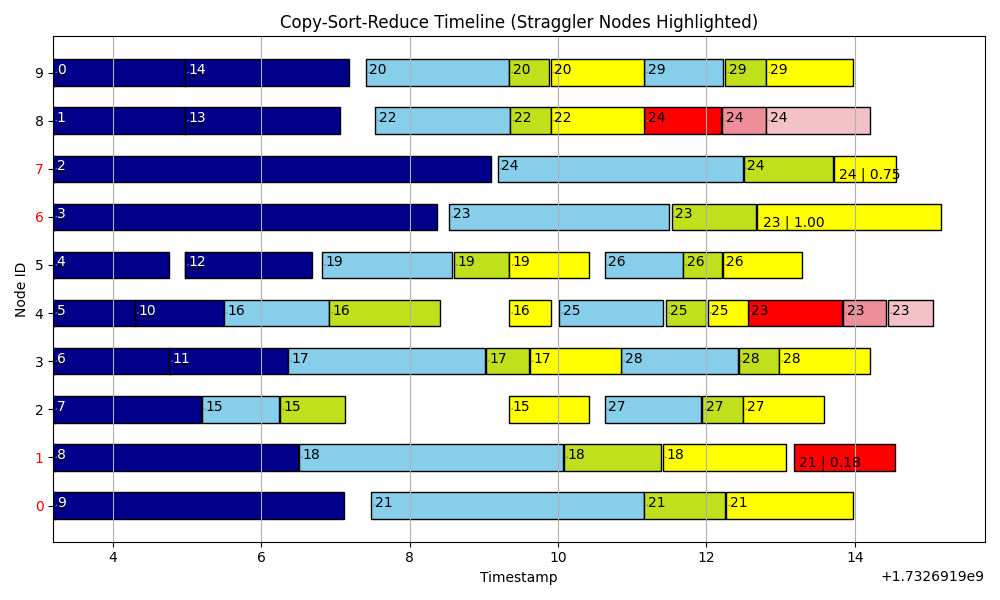 Copy-Sort-Reduce Timeline (Straggler Nodes Highlighted)
9 0 14 20 20 20 29 29 29
8 1 13 22 22 22 24 24 24
7 2 24 24 24 | 0.75
6 3 23 23 23 | 1.00
5 4 12 19 19 19 26 26 26
4 5 10 16 16 16 25 25 25 23 23 23
3 6 11 17 17 17 28 28 28
2 7 15 15 15 27 27 27
1 8 18 18 18 21 | 0.18
0 9 21 21 21
Node ID
4 6 8 10 12 14
Timestamp
+1.7326919e9